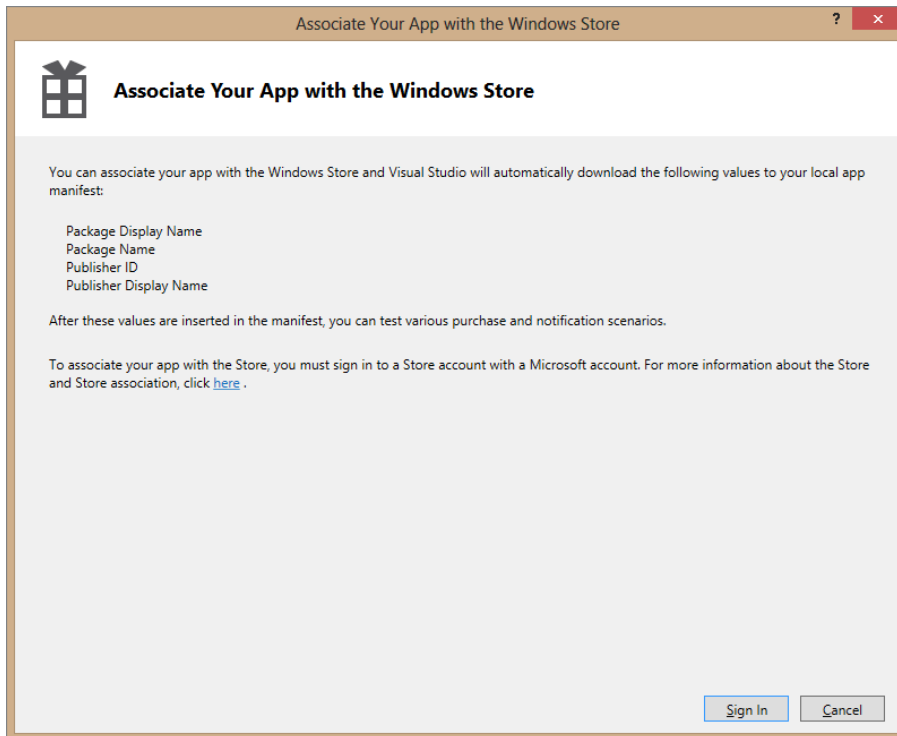 Associate Your App with the Windows Store
?
Associate Your App with the Windows Store
You can associate your app with the Windows Store and Visual Studio will automatically download the following values to your local app
manifest:
Package Display Name
Package Name
Publisher ID
Publisher Display Name
After these values are inserted in the manifest, you can test various purchase and notification scenarios.
To associate your app with the Store, you must sign in to a Store account with a Microsoft account. For more information about the Store
and Store association, click here .
Sign In
Cancel